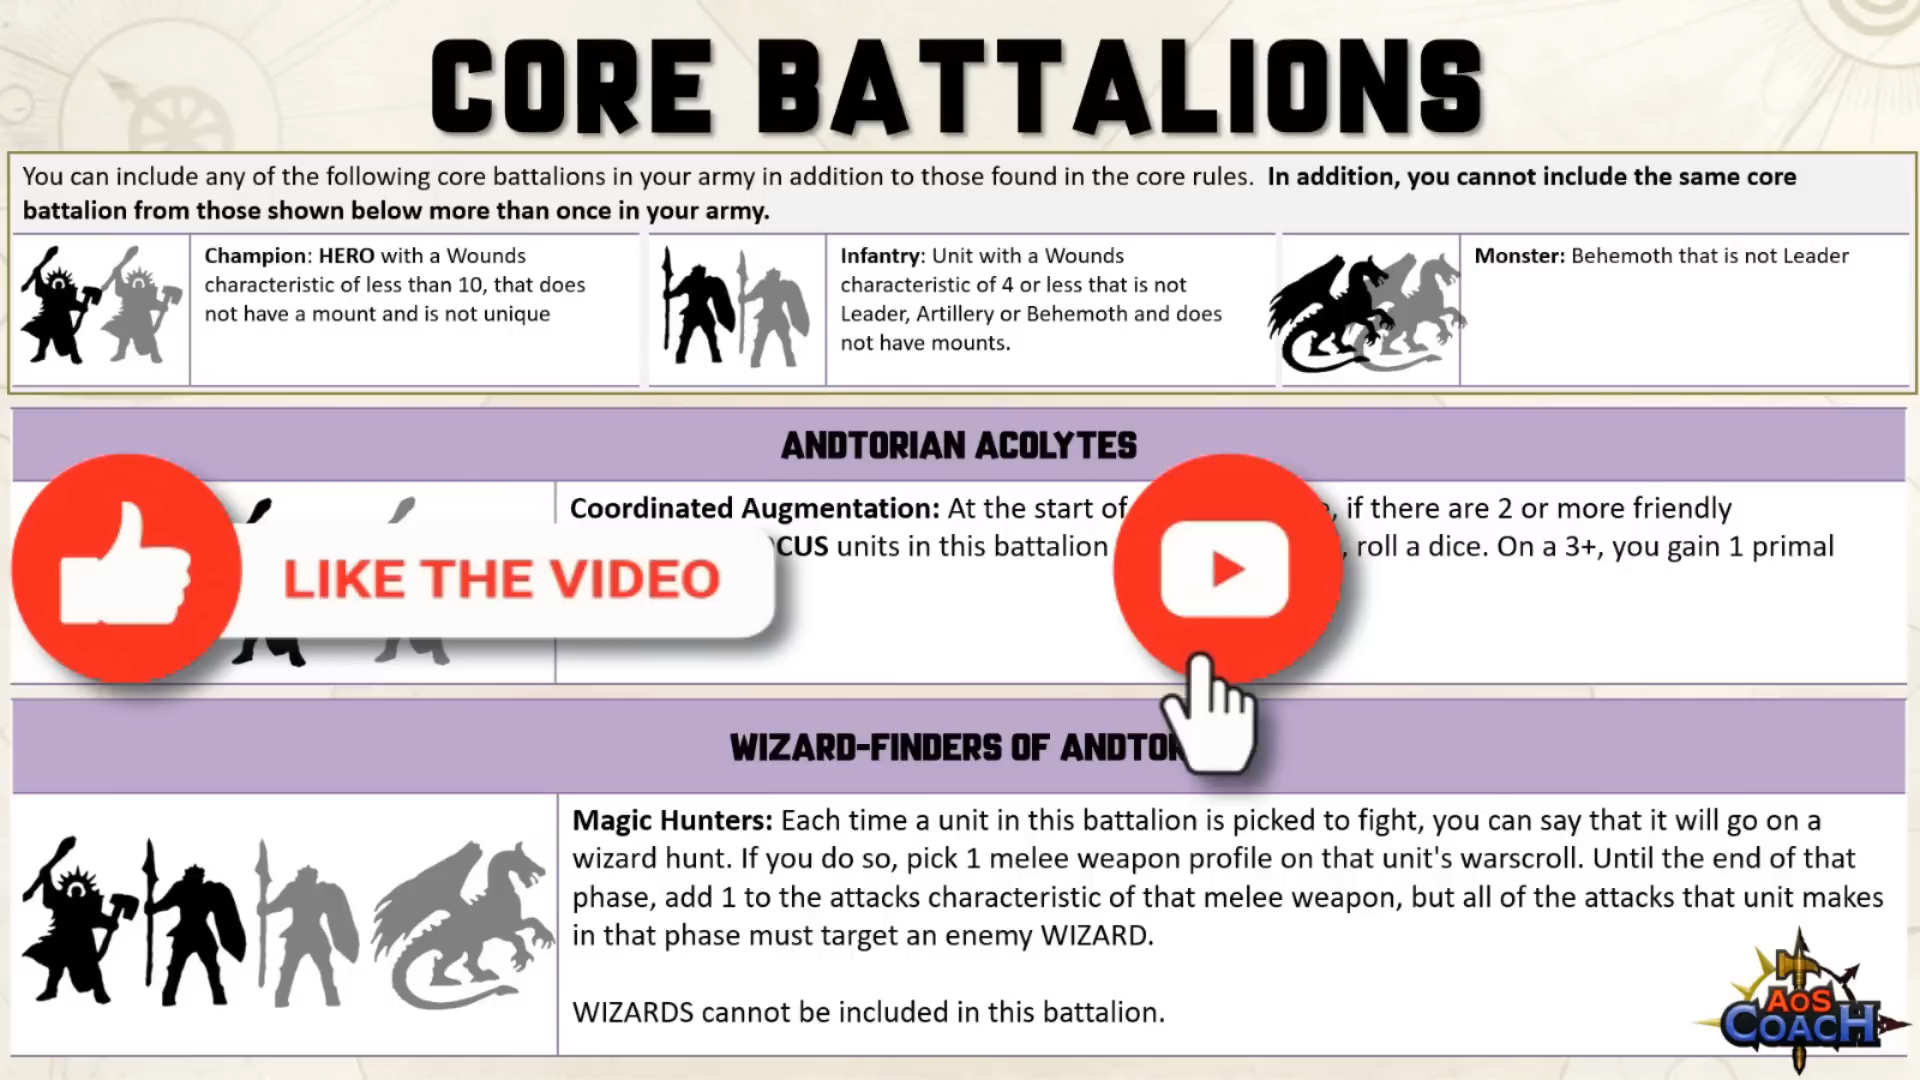 CORE BATTALIONS
You can include any of the following core battalions in your army in addition to those found in the core rules. In addition, you cannot include the same core
battalion from those shown below more than once in your army.
Champion: HERO with a Wounds
characteristic of less than 10, that does
not have a mount and is not unique
Infantry: Unit with a Wounds
characteristic of 4 or less that is not
Leader, Artillery or Behemoth and does
not have mounts.
Monster: Behemoth that is not Leader
ANDTORIAN ACOLYTES
Coordinated Augmentation: At the start of , if there are 2 or more friendly
units in this battalion , roll a dice. On a 3+, you gain 1 primal
LIKE THE VIDEO
WIZARD-FINDERS OF
Magic Hunters: Each time a unit in this battalion is picked to fight, you can say that it will go on a
wizard hunt. If you do so, pick 1 melee weapon profile on that unit's warscroll. Until the end of that
phase, add 1 to the attacks characteristic of that melee weapon, but all of the attacks that unit makes
in that phase must target an enemy WIZARD.
WIZARDS cannot be included in this battalion.
AoS
COACH